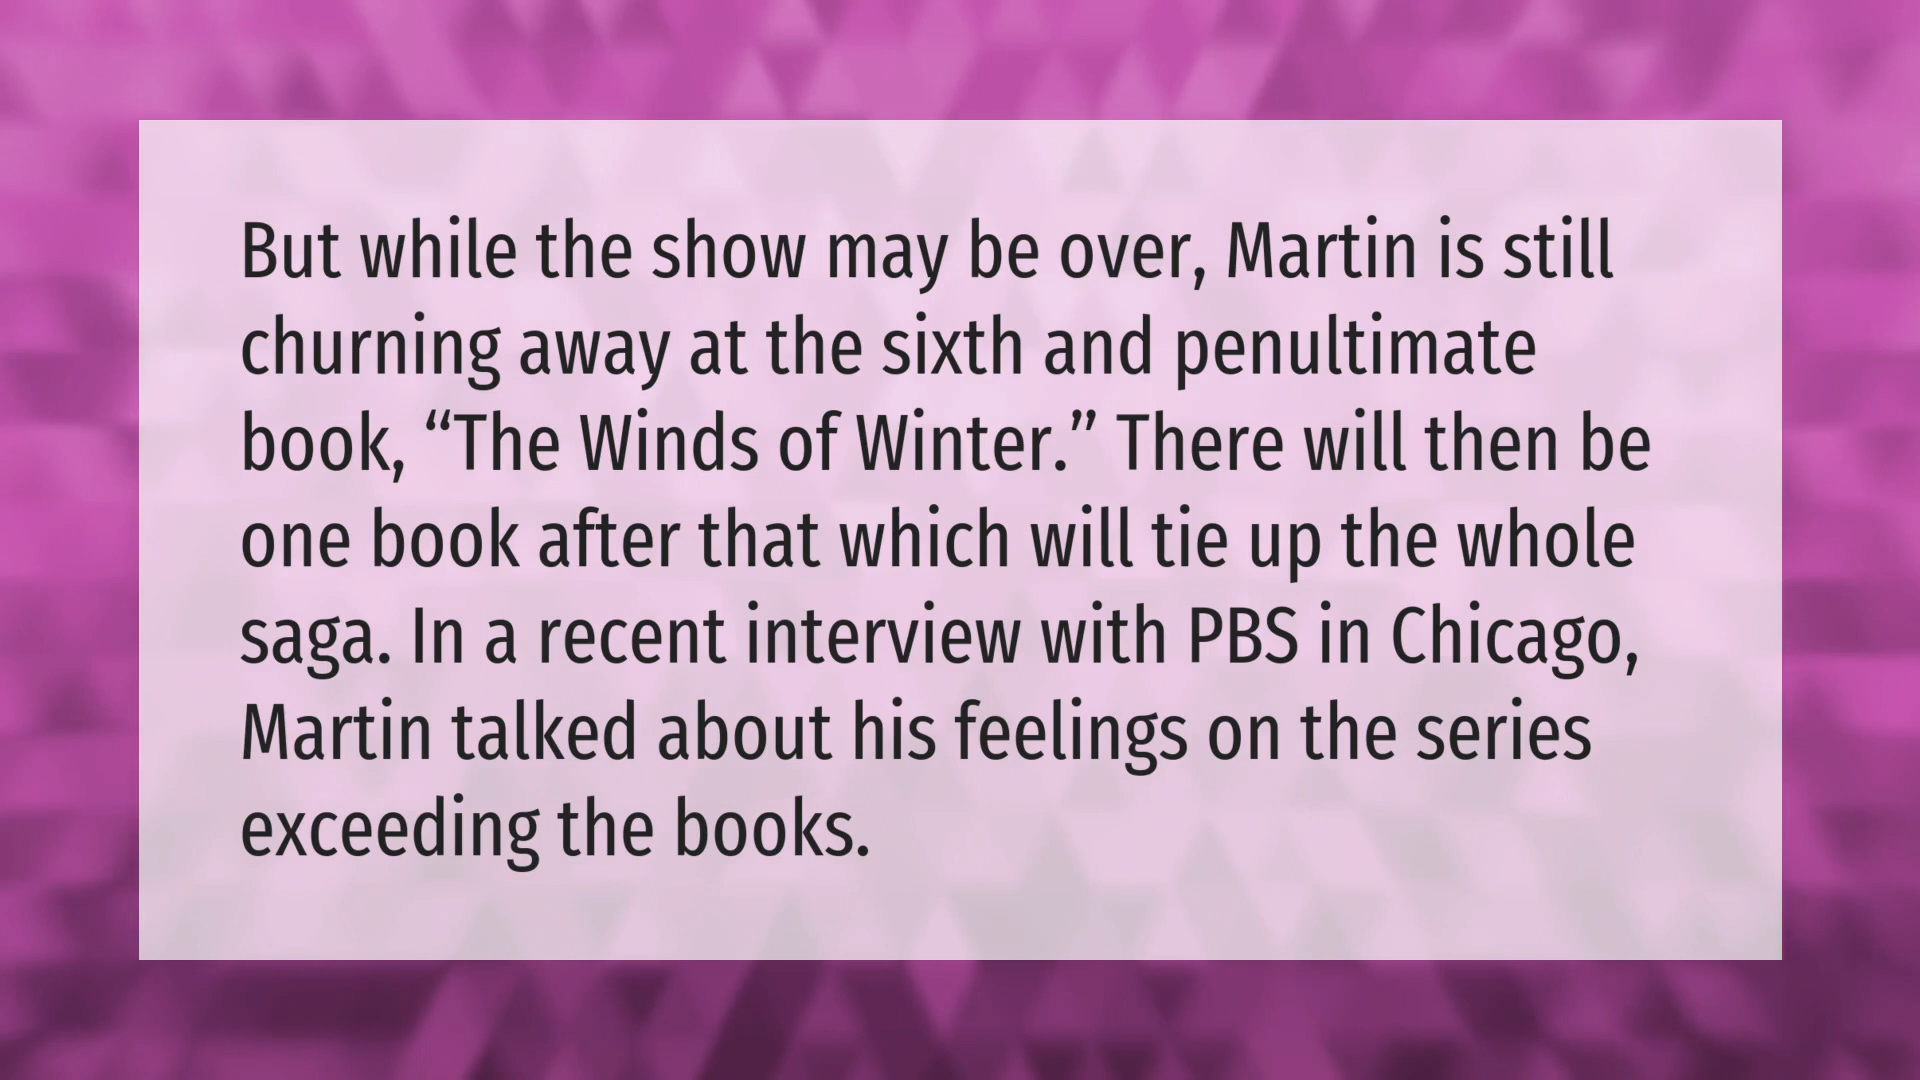 But while the show may be over, Martin is still
churning away at the sixth and penultimate
book, “The Winds of Winter.” There will then be
one book after that which will tie up the whole
saga. In a recent interview with PBS in Chicago,
Martin talked about his feelings on the series
exceeding the books.